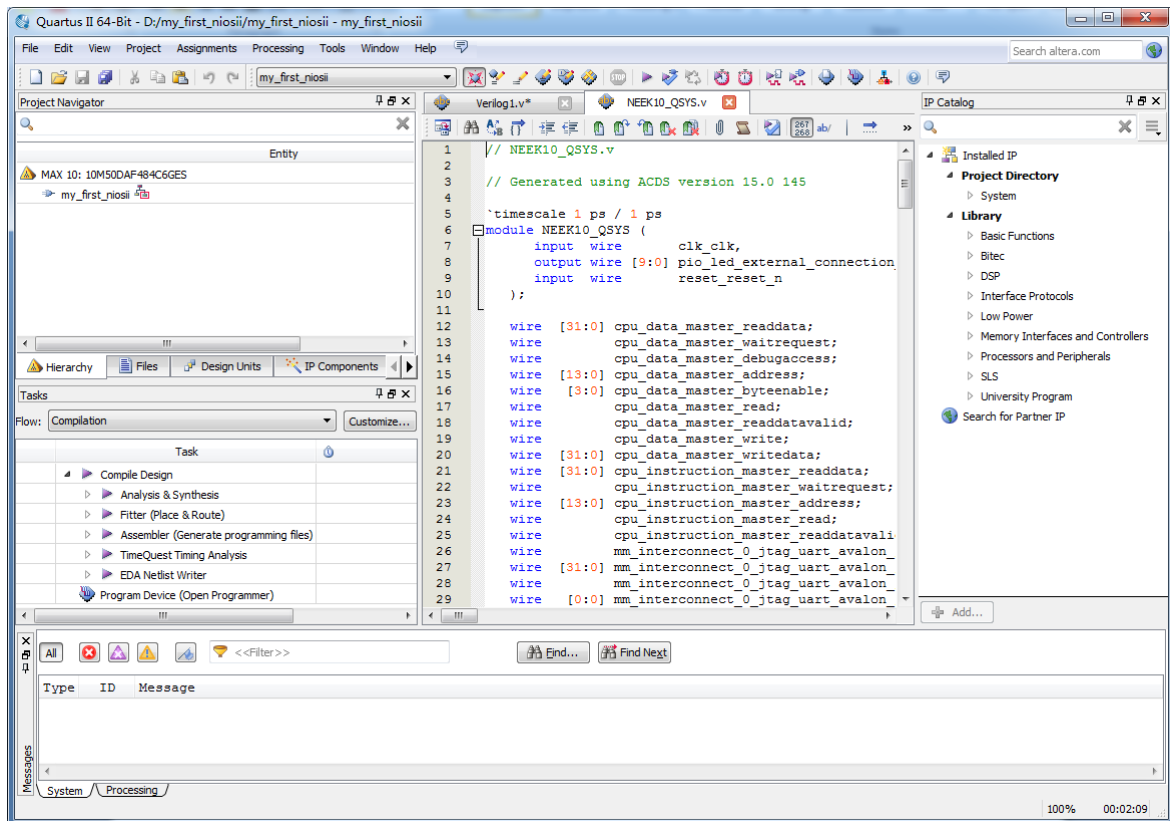 Quartus II 64-Bit - D:/my_first_niosii/my_first_niosii - my_first_niosii
File Edit View Project Assignments Processing Tools Window Help
Search altera.com
my_first_niosii
Project Navigator
Entity
MAX 10: 10M50DAF484C6GES
my_first_niosii
Hierarchy Files Design Units IP Components
Tasks
Flow: Compilation Customize...
Task
Compile Design
Analysis & Synthesis
Fitter (Place & Route)
Assembler (Generate programming files)
TimeQuest Timing Analysis
EDA Netlist Writer
Program Device (Open Programmer)
Verilog1.v* NEEK10_QSYS.v
267 268 ab/
1 // NEEK10_QSYS.v
2
3 // Generated using ACDS version 15.0 145
4
5 `timescale 1 ps / 1 ps
6 module NEEK10_QSYS (
7 input wire clk_clk,
8 output wire [9:0] pio_led_external_connection_
9 input wire reset_reset_n
10 );
11
12 wire [31:0] cpu_data_master_readdata;
13 wire cpu_data_master_waitrequest;
14 wire cpu_data_master_debugaccess;
15 wire [13:0] cpu_data_master_address;
16 wire [3:0] cpu_data_master_byteenable;
17 wire cpu_data_master_read;
18 wire cpu_data_master_readdatavalid;
19 wire cpu_data_master_write;
20 wire [31:0] cpu_data_master_writedata;
21 wire [31:0] cpu_instruction_master_readdata;
22 wire cpu_instruction_master_waitrequest;
23 wire [13:0] cpu_instruction_master_address;
24 wire cpu_instruction_master_read;
25 wire cpu_instruction_master_readdatavali
26 wire mm_interconnect_0_jtag_uart_avalon_
27 wire [31:0] mm_interconnect_0_jtag_uart_avalon_
28 wire mm_interconnect_0_jtag_uart_avalon_
29 wire [0:0] mm_interconnect_0_jtag_uart_avalon_
IP Catalog
Installed IP
Project Directory
System
Library
Basic Functions
Bitec
DSP
Interface Protocols
Low Power
Memory Interfaces and Controllers
Processors and Peripherals
SLS
University Program
Search for Partner IP
Add...
All <<Filter>> Find... Find Next
Type ID Message
Messages
System Processing
100% 00:02:09